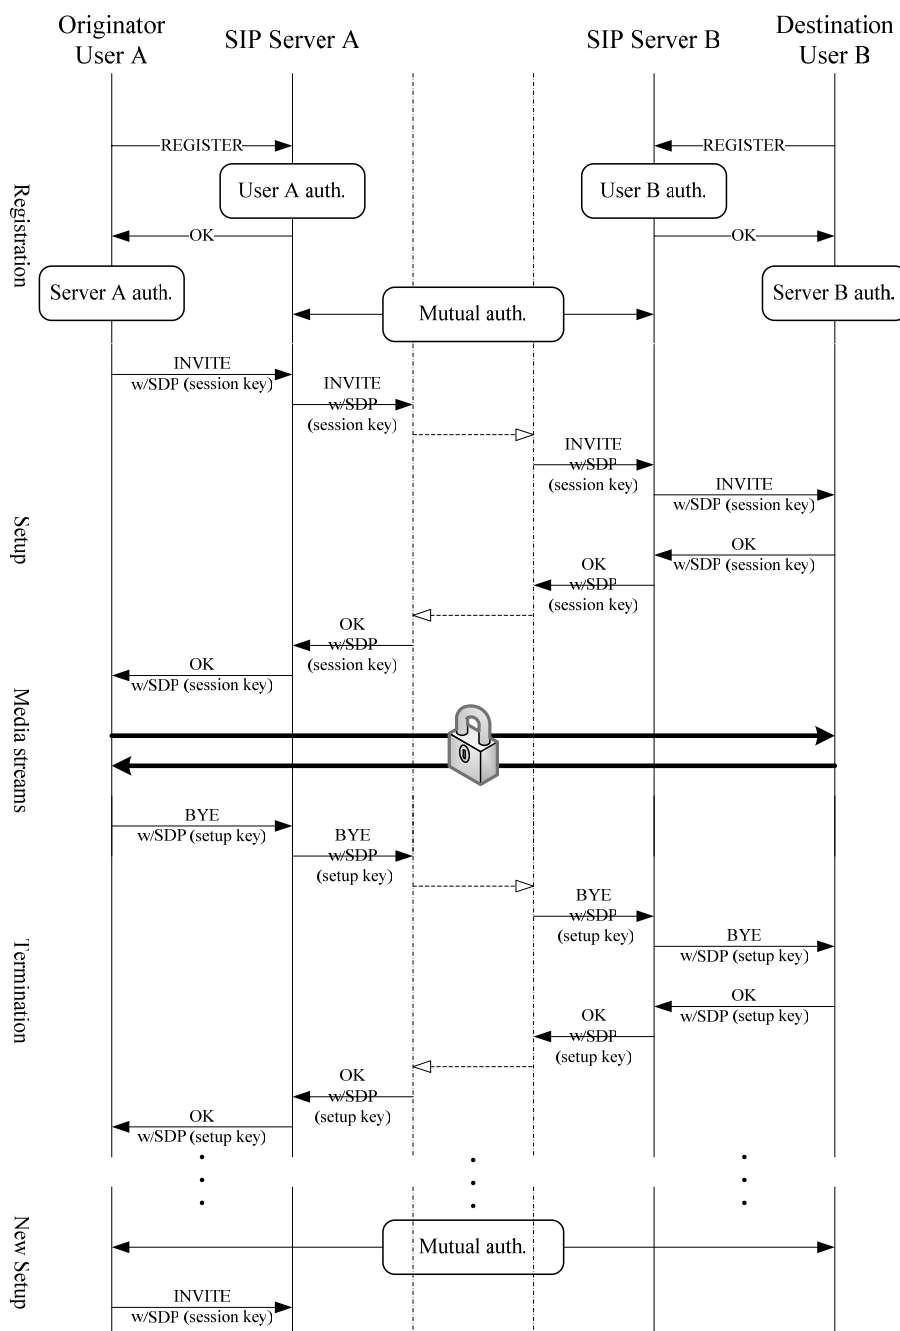 Originator
User A
SIP Server A
SIP Server B
Destination
User B
Registration
REGISTER
REGISTER
User A auth.
User B auth.
OK
OK
Server A auth.
Mutual auth.
Server B auth.
Setup
INVITE
w/SDP (session key)
INVITE
w/SDP
(session key)
INVITE
w/SDP
(session key)
INVITE
w/SDP (session key)
OK
w/SDP (session key)
OK
w/SDP
(session key)
OK
w/SDP
(session key)
OK
w/SDP (session key)
Media streams
Termination
BYE
w/SDP (setup key)
BYE
w/SDP
(setup key)
BYE
w/SDP
(setup key)
BYE
w/SDP (setup key)
OK
w/SDP (setup key)
OK
w/SDP
(setup key)
OK
w/SDP
(setup key)
OK
w/SDP (setup key)
New Setup
Mutual auth.
INVITE
w/SDP (session key)